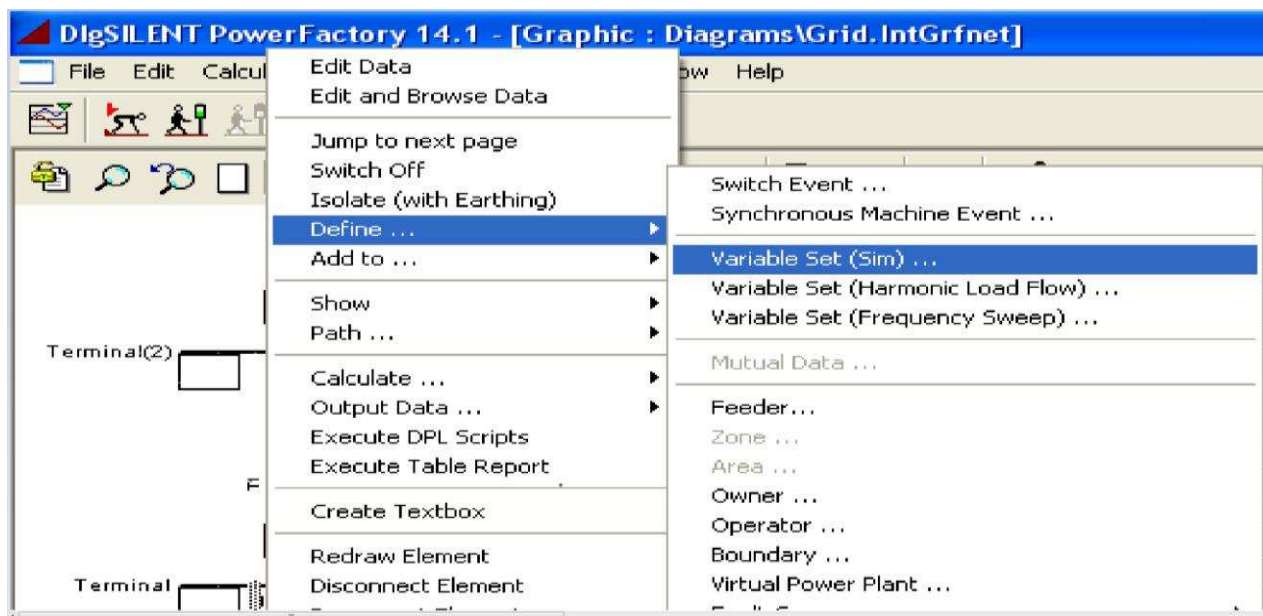 DIgSILENT PowerFactory 14.1 - [Graphic : Diagrams\Grid.IntGrfnet]
File Edit Calcul ow Help
Edit Data
Edit and Browse Data
Jump to next page
Switch Off
Isolate (with Earthing)
Define ...
Add to ...
Show
Path ...
Calculate ...
Output Data ...
Execute DPL Scripts
Execute Table Report
Create Textbox
Redraw Element
Disconnect Element
Switch Event ...
Synchronous Machine Event ...
Variable Set (Sim) ...
Variable Set (Harmonic Load Flow) ...
Variable Set (Frequency Sweep) ...
Mutual Data ...
Feeder...
Zone ...
Area ...
Owner ...
Operator ...
Boundary ...
Virtual Power Plant ...
Terminal(2)
F
Terminal